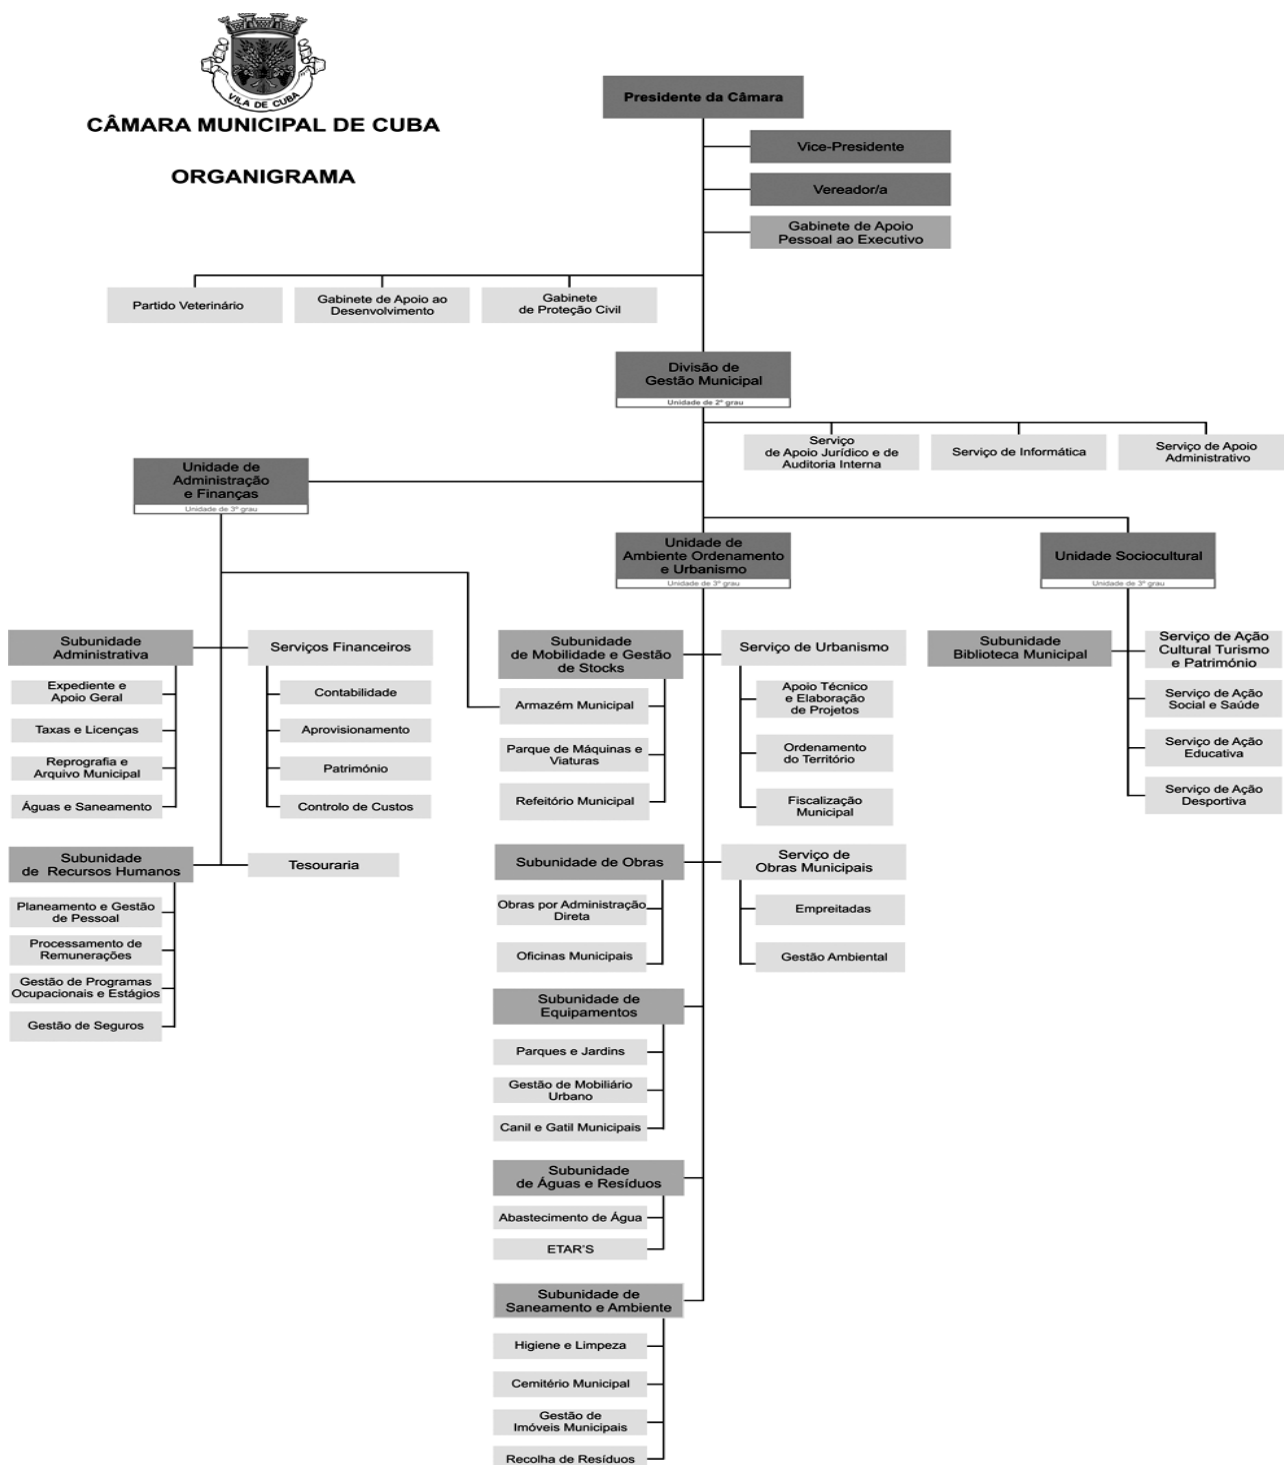 VILA DE CUBA
CÂMARA MUNICIPAL DE CUBA
ORGANIGRAMA
Presidente da Câmara
Vice-Presidente
Vereador/a
Gabinete de Apoio
Pessoal ao Executivo
Partido Veterinário
Gabinete de Apoio ao
Desenvolvimento
Gabinete
de Proteção Civil
Divisão de
Gestão Municipal
Unidade de 2º grau
Serviço
de Apoio Jurídico e de
Auditoria Interna
Serviço de Informática
Serviço de Apoio
Administrativo
Unidade de
Administração
e Finanças
Unidade de 3º grau
Unidade de
Ambiente Ordenamento
e Urbanismo
Unidade de 3º grau
Unidade Sociocultural
Unidade de 3º grau
Subunidade
Administrativa
Expediente e
Apoio Geral
Taxas e Licenças
Reprografia e
Arquivo Municipal
Águas e Saneamento
Serviços Financeiros
Contabilidade
Aprovisionamento
Património
Controlo de Custos
Subunidade
de Recursos Humanos
Planeamento e Gestão
de Pessoal
Processamento de
Remunerações
Gestão de Programas
Ocupacionais e Estágios
Gestão de Seguros
Tesouraria
Subunidade
de Mobilidade e Gestão
de Stocks
Armazém Municipal
Parque de Máquinas e
Viaturas
Refeitório Municipal
Serviço de Urbanismo
Apoio Técnico
e Elaboração
de Projetos
Ordenamento
do Território
Fiscalização
Municipal
Subunidade de Obras
Obras por Administração
Direta
Oficinas Municipais
Serviço de
Obras Municipais
Empreitadas
Gestão Ambiental
Subunidade de
Equipamentos
Parques e Jardins
Gestão de Mobiliário
Urbano
Canil e Gatil Municipais
Subunidade
de Águas e Resíduos
Abastecimento de Água
ETAR'S
Subunidade de
Saneamento e Ambiente
Higiene e Limpeza
Cemitério Municipal
Gestão de
Imóveis Municipais
Recolha de Resíduos
Subunidade
Biblioteca Municipal
Serviço de Ação
Cultural Turismo
e Património
Serviço de Ação
Social e Saúde
Serviço de Ação
Educativa
Serviço de Ação
Desportiva